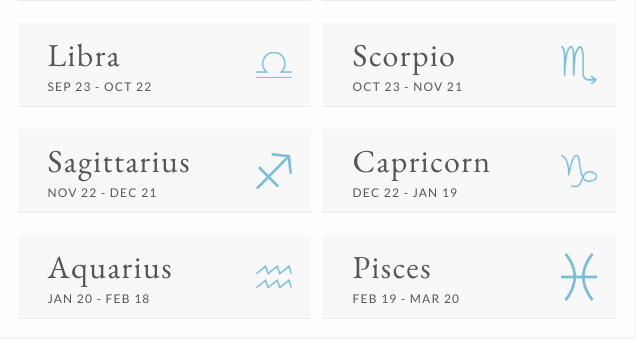 Libra
SEP 23 - OCT 22
Scorpio
OCT 23 - NOV 21
Sagittarius
NOV 22 - DEC 21
Capricorn
DEC 22 - JAN 19
Aquarius
JAN 20 - FEB 18
Pisces
FEB 19 - MAR 20